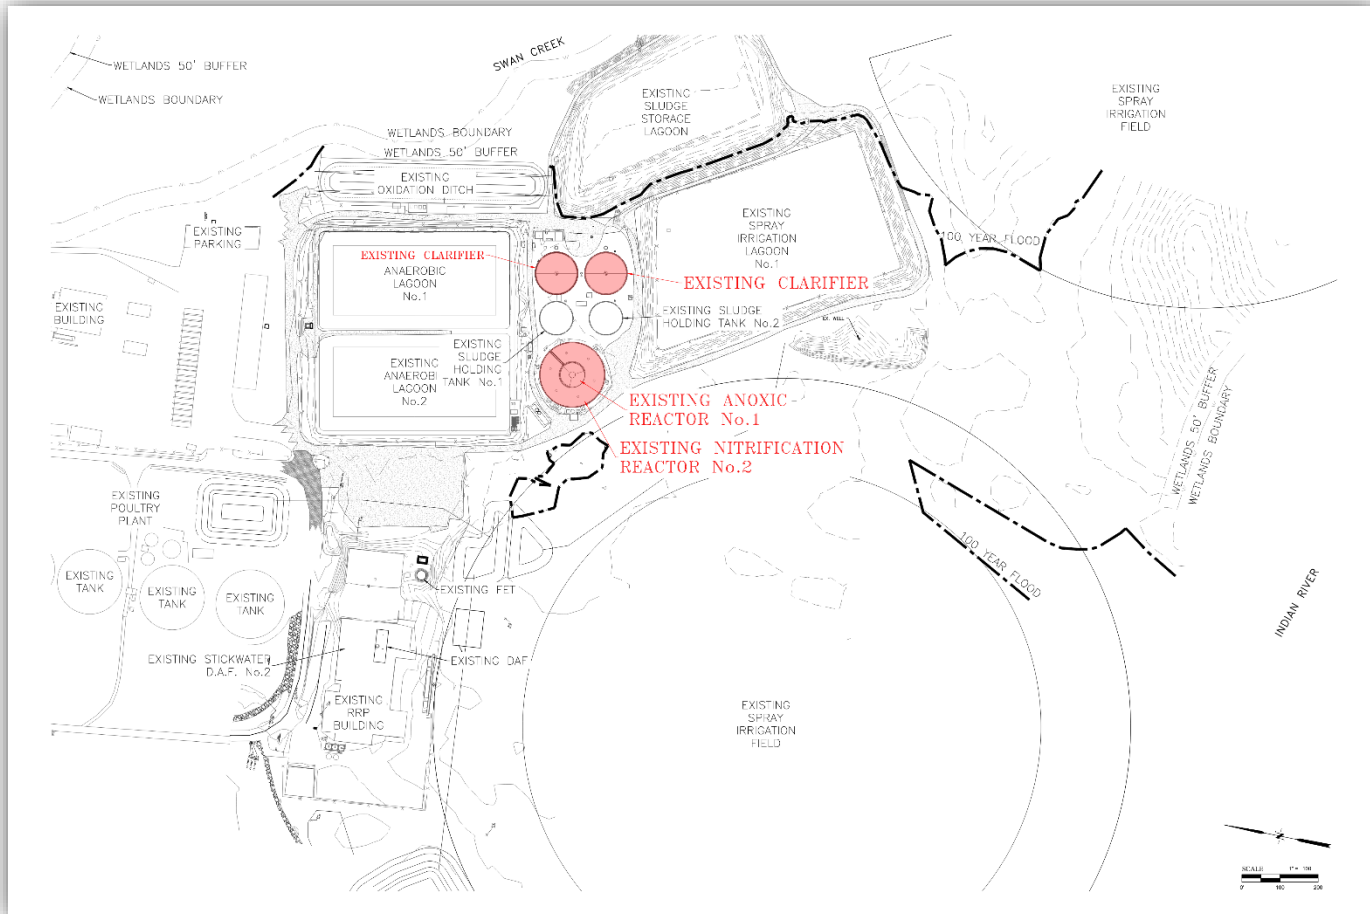 WETLANDS 50' BUFFER
WETLANDS BOUNDARY
SWAN CREEK
WETLANDS BOUNDARY
WETLANDS 50' BUFFER
EXISTING
SLUDGE
STORAGE
LAGOON
EXISTING
SPRAY
IRRIGATION
FIELD
EXISTING
OXIDATION DITCH
EXISTING
PARKING
EXISTING
SPRAY
IRRIGATION
LAGOON
No.1
100 YEAR FLOOD
EXISTING CLARIFIER
ANAEROBIC
LAGOON
No.1
EXISTING CLARIFIER
EXISTING
BUILDING
EXISTING SLUDGE
HOLDING TANK No.2
EX. WELL
EXISTING
SLUDGE
HOLDING
TANK No.1
EXISTING
ANAEROBI
LAGOON
No.2
EXISTING ANOXIC
REACTOR No.1
EXISTING NITRIFICATION
REACTOR No.2
WETLANDS 50' BUFFER
WETLANDS BOUNDARY
EXISTING
POULTRY
PLANT
100 YEAR FLOOD
EXISTING
TANK
EXISTING
TANK
EXISTING
TANK
EXISTING FET
INDIAN RIVER
EXISTING STICKWATER
D.A.F. No.2
EXISTING DAF
EXISTING
RRP
BUILDING
EXISTING
SPRAY
IRRIGATION
FIELD
SCALE
0' 100 200